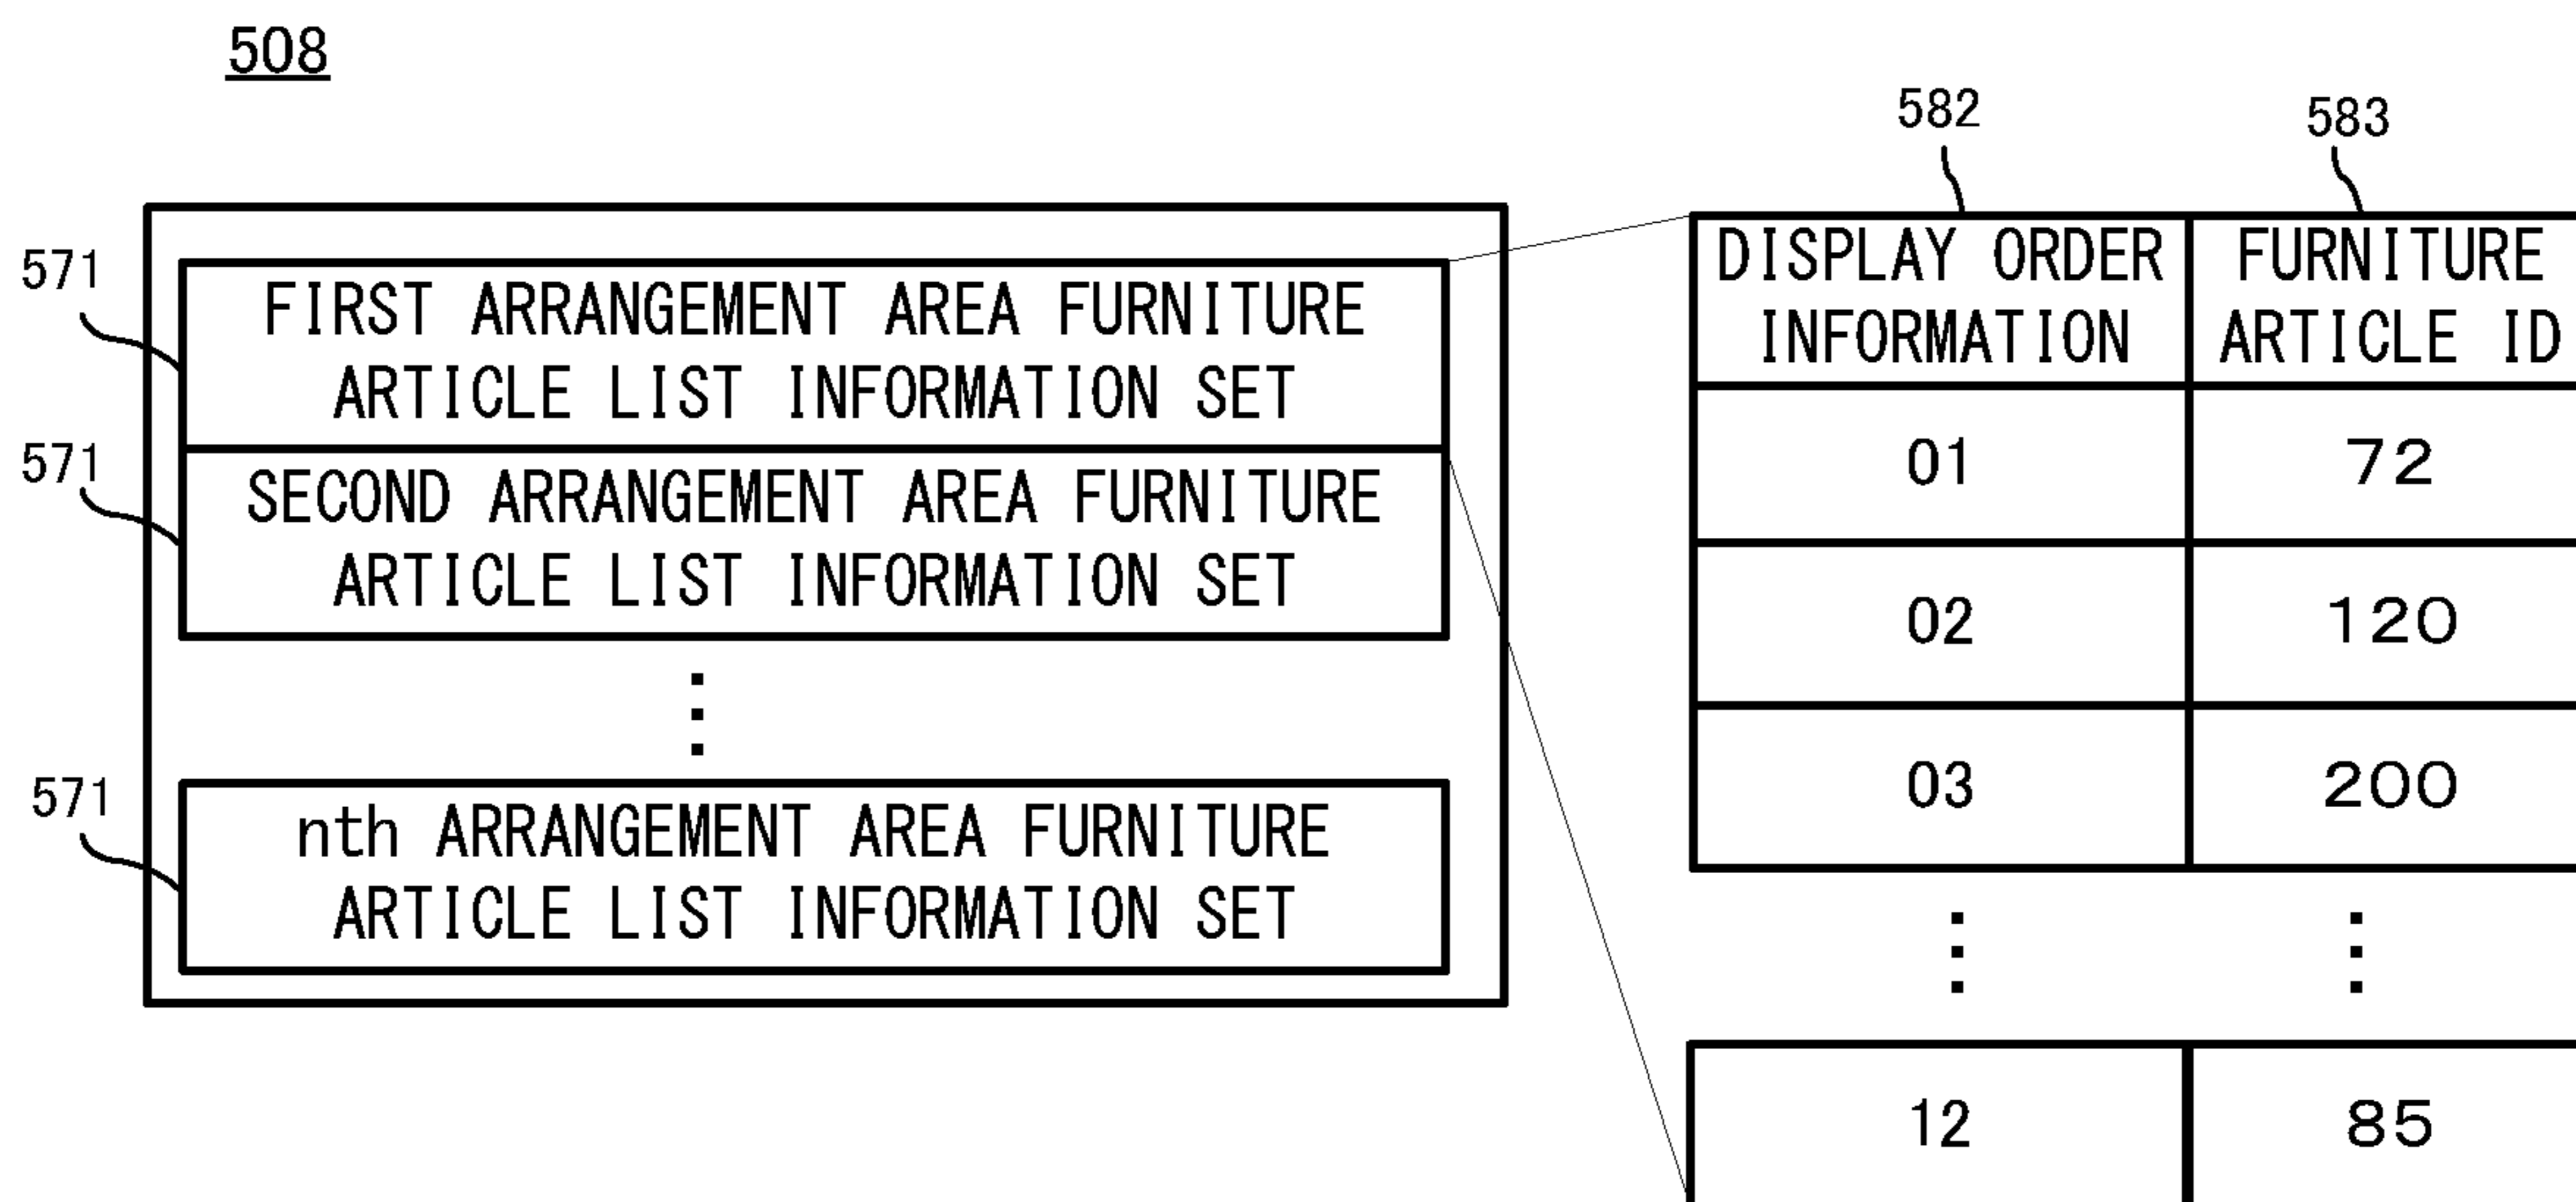 508
571
FIRST ARRANGEMENT AREA FURNITURE
ARTICLE LIST INFORMATION SET
571
SECOND ARRANGEMENT AREA FURNITURE
ARTICLE LIST INFORMATION SET
571
nth ARRANGEMENT AREA FURNITURE
ARTICLE LIST INFORMATION SET
582 583
DISPLAY ORDER FURNITURE
INFORMATION ARTICLE ID
01 72
02 120
03 200
12 85